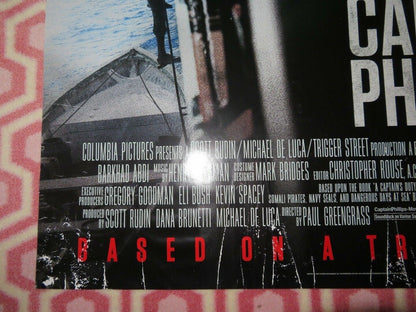 CA
PH
COLUMBIA PICTURES PRESENTS SCOTT RUDIN/MICHAEL DE LUCA/TRIGGER STREET PRODUCTION A
BARKHAD ABDI MUSIC BY HENRY COSTUME MARK BRIDGES EDITOR CHRISTOPHER ROUSE A.C.
EXECUTIVE PRODUCERS GREGORY GOODMAN ELI BUSH KEVIN SPACEY BASED UPON THE BOOK "A CAPTAIN'S
SOMALI PIRATES, NAVY SEALS, AND DANGEROUS DAYS AT SEA"
PRODUCED BY SCOTT RUDIN DANA BRUNETTI MICHAEL DE LUCA DIRECTED BY PAUL GREENGRASS
BASED ON A TR